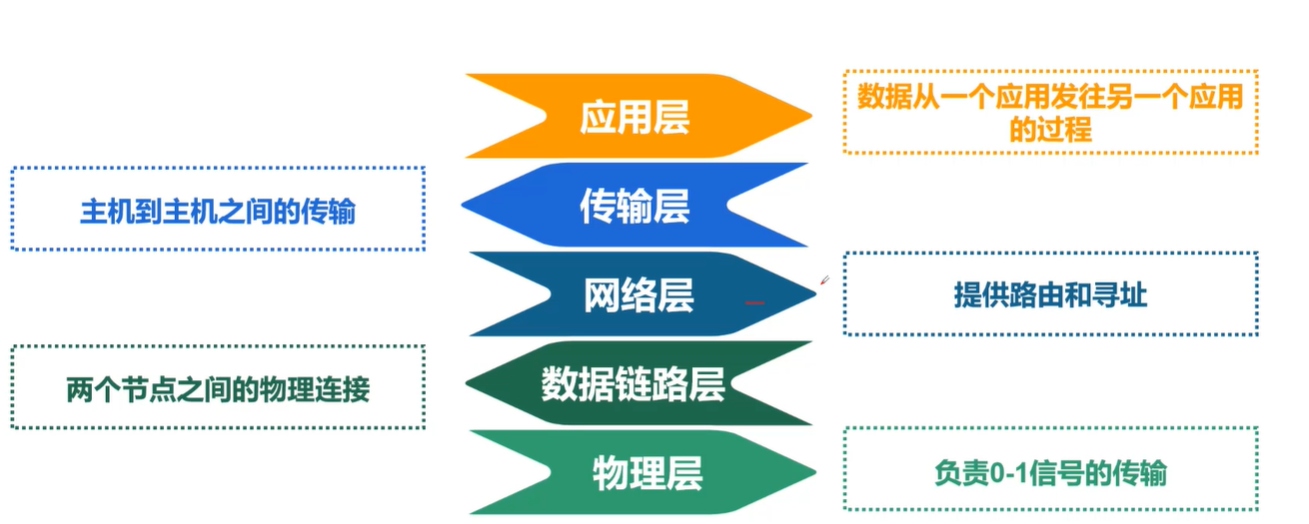 应用层
数据从一个应用发往另一个应用
的过程
主机到主机之间的传输
传输层
网络层
提供路由和寻址
两个节点之间的物理连接
数据链路层
物理层
负责0-1信号的传输